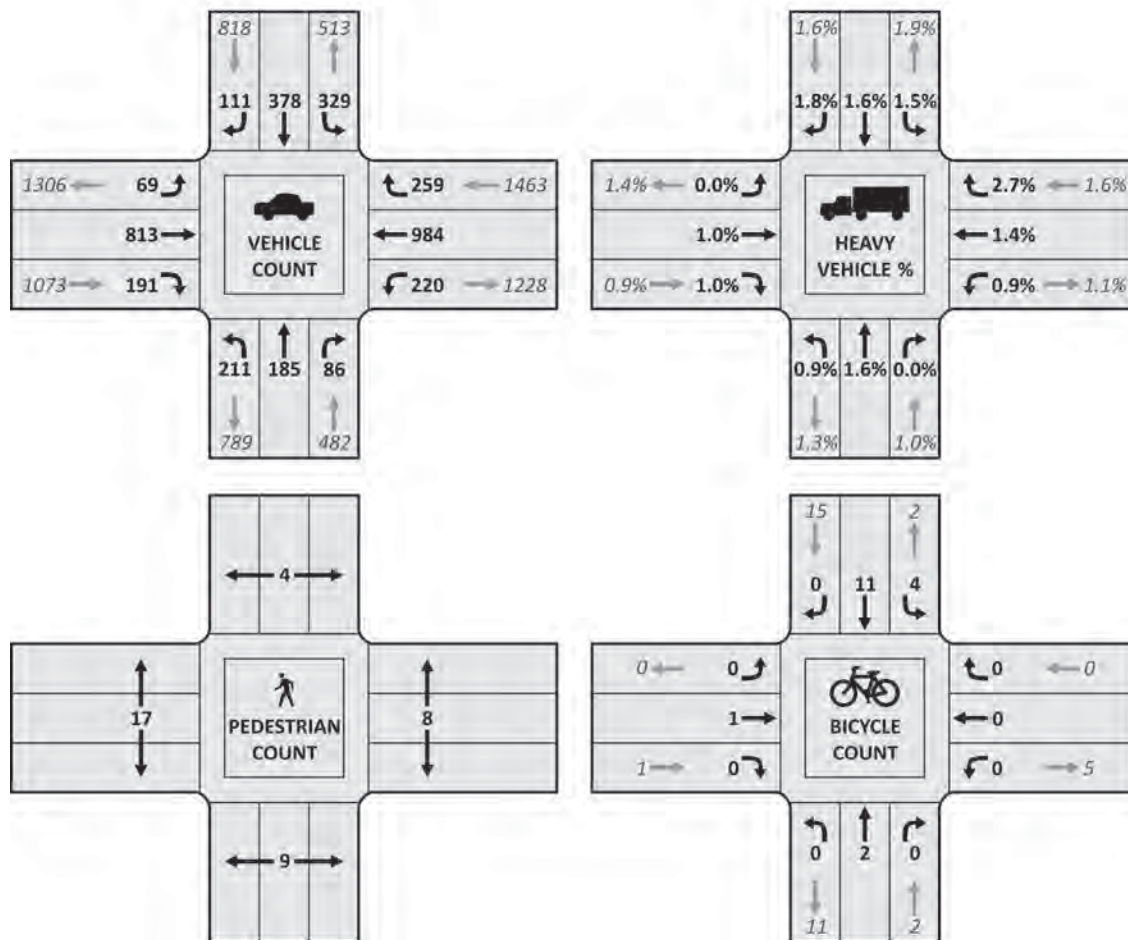 818 513
111 378 329
1306 69
813
1073 191
VEHICLE
COUNT
259 1463
984
220 1228
211 185 86
789 482
1.6% 1.9%
1.8% 1.6% 1.5%
1.4% 0.0%
1.0%
0.9% 1.0%
HEAVY
VEHICLE %
2.7% 1.6%
1.4%
0.9% 1.1%
0.9% 1.6% 0.0%
1.3% 1.0%
4
17
PEDESTRIAN
COUNT
8
9
15 2
0 11 4
0 0
1
1 0
BICYCLE
COUNT
0 0
0
0 5
0 2 0
11 2